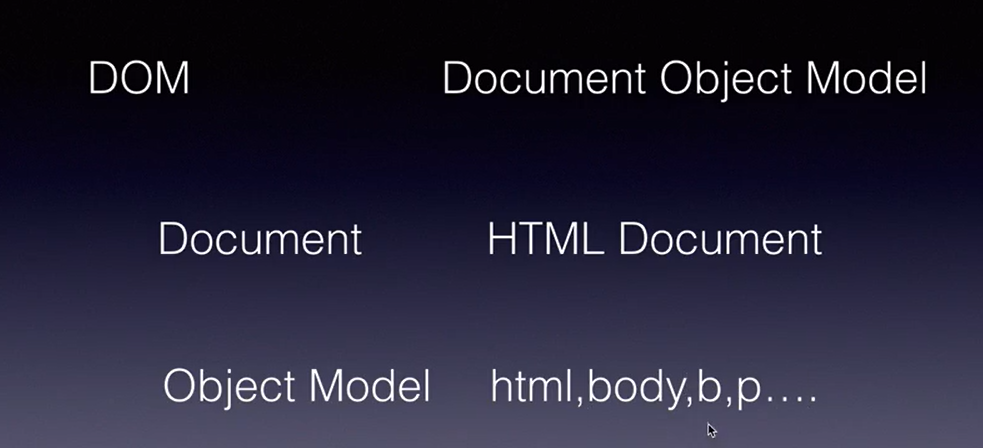 DOM Document Object Model
Document HTML Document
Object Model html,body,b,p....